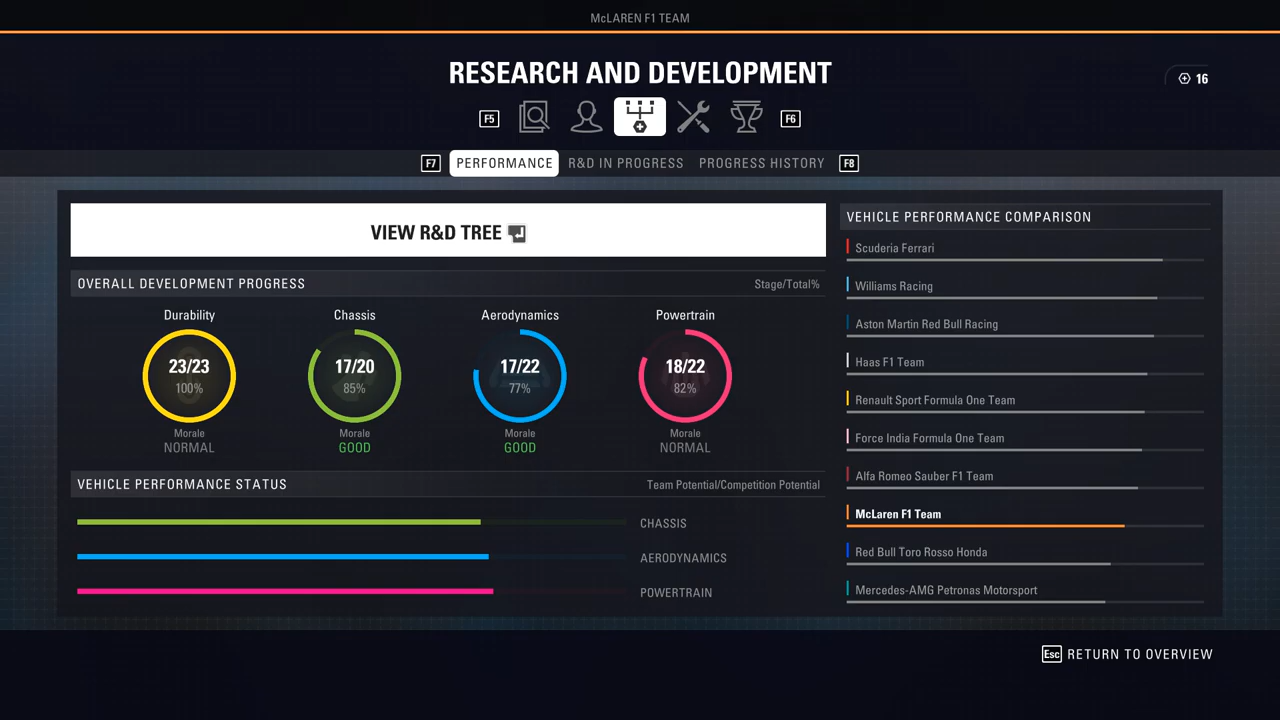 McLAREN F1 TEAM
RESEARCH AND DEVELOPMENT
16
F5 F6
F7 PERFORMANCE R&D IN PROGRESS PROGRESS HISTORY F8
VIEW R&D TREE
OVERALL DEVELOPMENT PROGRESS Stage/Total%
Durability Chassis Aerodynamics Powertrain
23/23 17/20 17/22 18/22
100% 85% 77% 82%
Morale Morale Morale Morale
NORMAL GOOD GOOD NORMAL
VEHICLE PERFORMANCE STATUS Team Potential/Competition Potential
CHASSIS
AERODYNAMICS
POWERTRAIN
VEHICLE PERFORMANCE COMPARISON
Scuderia Ferrari
Williams Racing
Aston Martin Red Bull Racing
Haas F1 Team
Renault Sport Formula One Team
Force India Formula One Team
Alfa Romeo Sauber F1 Team
McLaren F1 Team
Red Bull Toro Rosso Honda
Mercedes-AMG Petronas Motorsport
Esc RETURN TO OVERVIEW